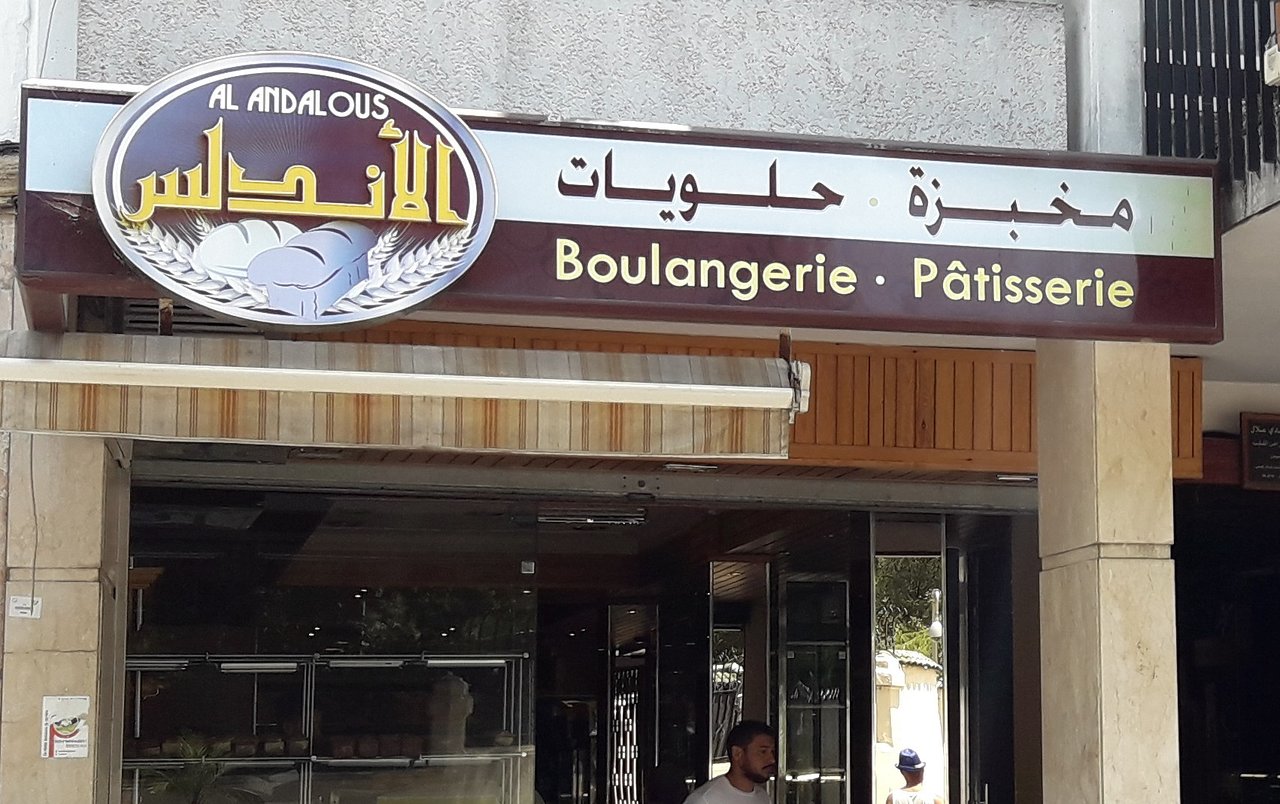 AL ANDALOUS
الأندلس
مخبزة . حلويات
Boulangerie · Pâtisserie